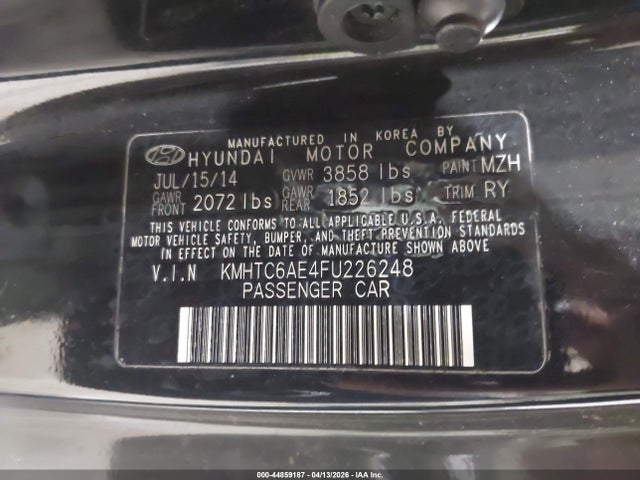 MANUFACTURED IN KOREA BY
HYUNDAI MOTOR COMPANY
JUL/15/14 GVWR 3858 lbs PAINT MZH
GAWR FRONT 2072 lbs GAWR REAR 1852 lbs TRIM RY
THIS VEHICLE CONFORMS TO ALL APPLICABLE U.S.A. FEDERAL
MOTOR VEHICLE SAFETY, BUMPER, AND THEFT PREVENTION STANDARDS
IN EFFECT ON THE DATE OF MANUFACTURE SHOWN ABOVE
V.I.N KMHTC6AE4FU226248
PASSENGER CAR
000-44859187 - 04/13/2026 - IAA Inc.